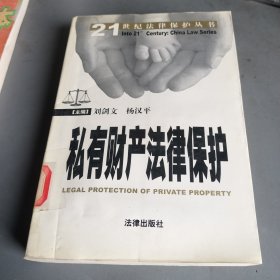 21世纪法律保护丛书
Into 21st Century: China Law Series
【主编】 刘剑文 杨汉平
私有财产法律保护
LEGAL PROTECTION OF PRIVATE PROPERTY
法律出版社